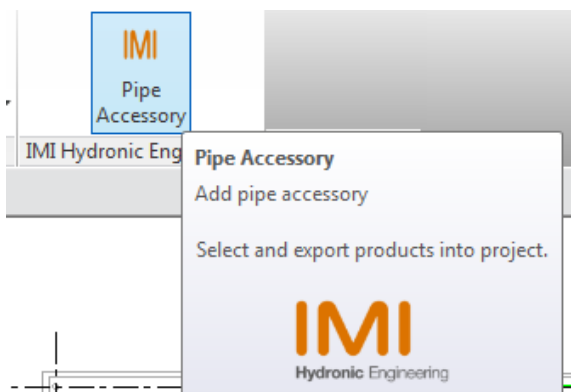 IMI
Pipe
Accessory
IMI Hydronic Eng
Pipe Accessory
Add pipe accessory
Select and export products into project.
IMI
Hydronic Engineering